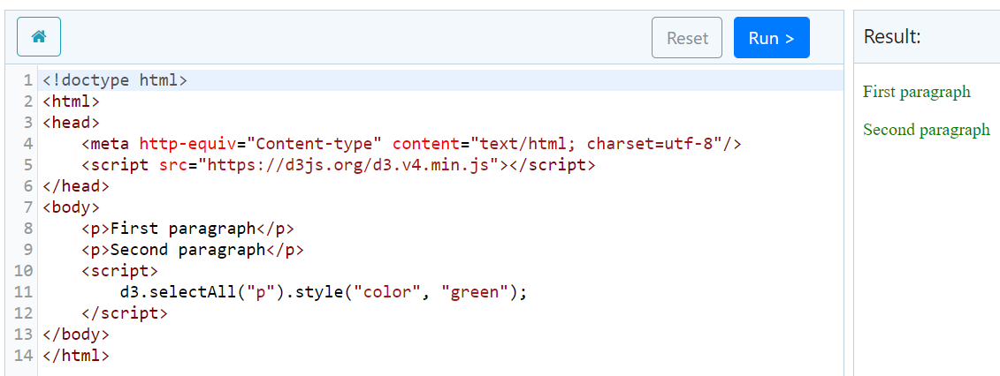 Reset
Run >
Result:
1 <!doctype html>
2 <html>
3 <head>
4     <meta http-equiv="Content-type" content="text/html; charset=utf-8"/>
5     <script src="https://d3js.org/d3.v4.min.js"></script>
6 </head>
7 <body>
8     <p>First paragraph</p>
9     <p>Second paragraph</p>
10     <script>
11         d3.selectAll("p").style("color", "green");
12     </script>
13 </body>
14 </html>
First paragraph
Second paragraph